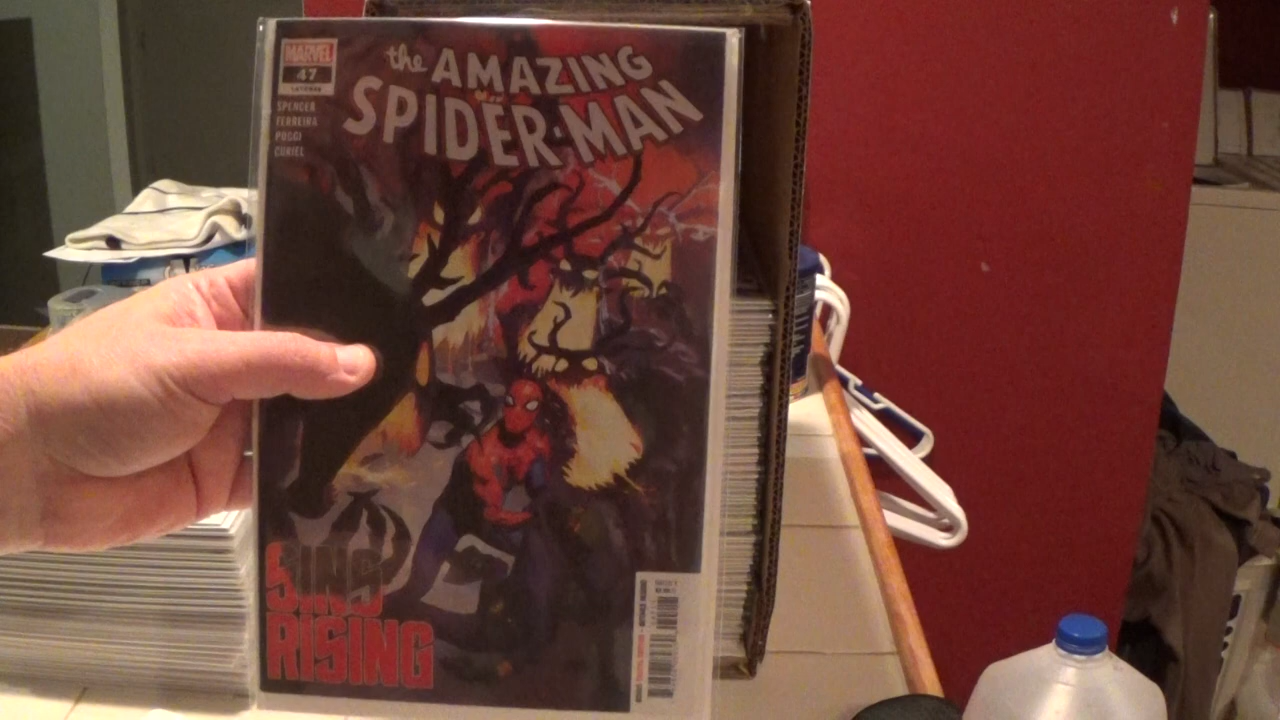 MARVEL
47
the AMAZING
SPIDER-MAN
SPENCER
FERREIRA
POGGI
CURIEL
SINS
RISING